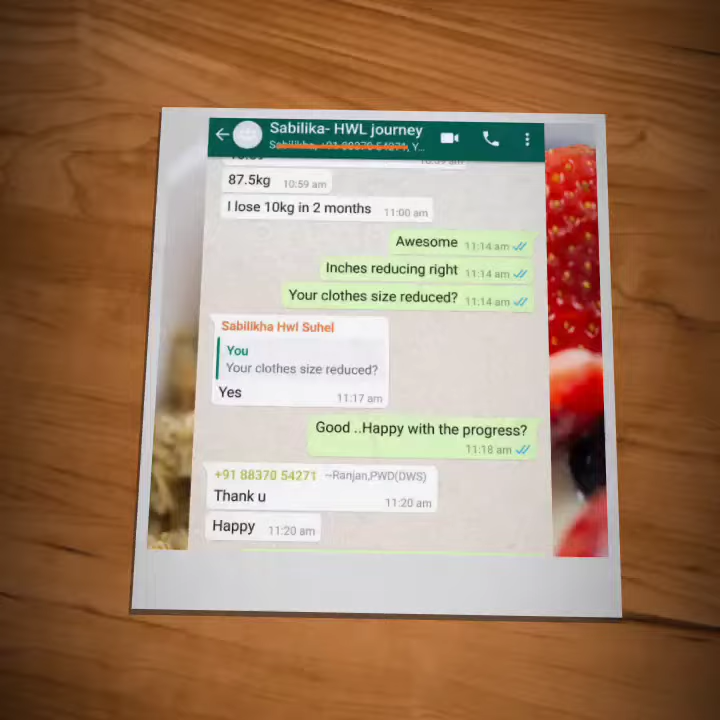 Sabilika- HWL journey
Y...
87.5kg 10:59 am
I lose 10kg in 2 months 11:00 am
Awesome 11:14 am
Inches reducing right 11:14 am
Your clothes size reduced? 11:14 am
Sabilikha Hwl Suhel
You
Your clothes size reduced?
Yes
11:17 am
Good ..Happy with the progress?
11:18 am
+91 88370 54271 ~Ranjan,PWD(DWS)
Thank u
11:20 am
Happy 11:20 am